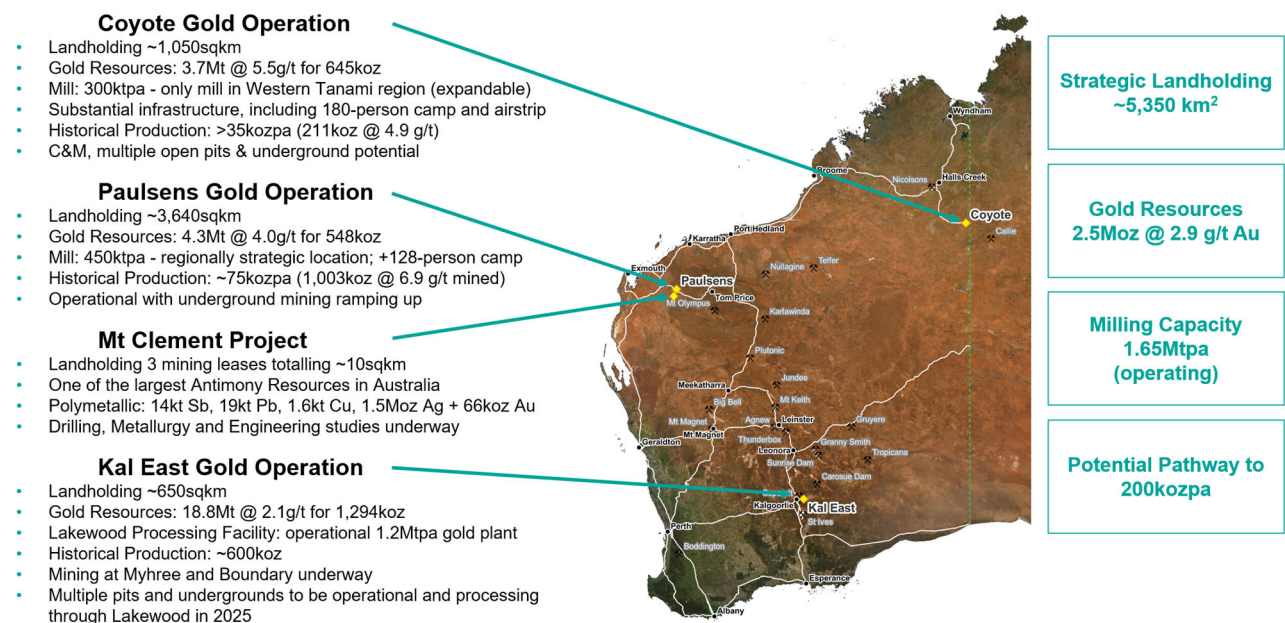 Coyote Gold Operation
• Landholding ~1,050sqkm
• Gold Resources: 3.7Mt @ 5.5g/t for 645koz
• Mill: 300ktpa - only mill in Western Tanami region (expandable)
• Substantial infrastructure, including 180-person camp and airstrip
• Historical Production: >35kozpa (211koz @ 4.9 g/t)
• C&M, multiple open pits & underground potential
Paulsens Gold Operation
• Landholding ~3,640sqkm
• Gold Resources: 4.3Mt @ 4.0g/t for 548koz
• Mill: 450ktpa - regionally strategic location; +128-person camp
• Historical Production: ~75kozpa (1,003koz @ 6.9 g/t mined)
• Operational with underground mining ramping up
Mt Clement Project
• Landholding 3 mining leases totalling ~10sqkm
• One of the largest Antimony Resources in Australia
• Polymetallic: 14kt Sb, 19kt Pb, 1.6kt Cu, 1.5Moz Ag + 66koz Au
• Drilling, Metallurgy and Engineering studies underway
Kal East Gold Operation
• Landholding ~650sqkm
• Gold Resources: 18.8Mt @ 2.1g/t for 1,294koz
• Lakewood Processing Facility: operational 1.2Mtpa gold plant
• Historical Production: ~600koz
• Mining at Myhree and Boundary underway
• Multiple pits and undergrounds to be operational and processing
through Lakewood in 2025
Wyndham
Broome
Nicolsons
Halls Creek
Coyote
Callie
Port Hedland
Karratha
Exmouth
Telfer
Nullagine
Paulsens
Mt Olympus
Tom Price
Karlawinda
Plutonic
Jundee
Meekatharra
Mt Keith
Big Bell
Mt Magnet
Mt Magnet
Agnew
Leinster
Gruyere
Thunderbox
Geraldton
Leonora
Granny Smith
Sunrise Dam
Tropicana
Carosue Dam
Kalgoorlie
Kal East
St Ives
Perth
Boddington
Esperance
Albany
Strategic Landholding
~5,350 km²
Gold Resources
2.5Moz @ 2.9 g/t Au
Milling Capacity
1.65Mtpa
(operating)
Potential Pathway to
200kozpa